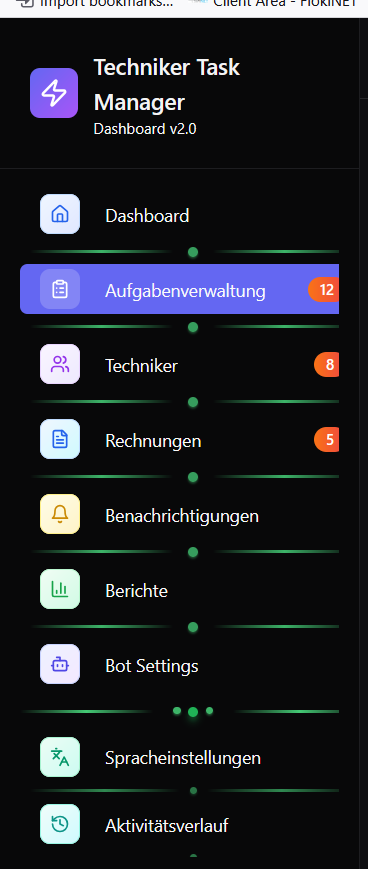 Import bookmarks...
Client Area - FlokiNET
Techniker Task
Manager
Dashboard v2.0
Dashboard
Aufgabenverwaltung
12
Techniker
8
Rechnungen
5
Benachrichtigungen
Berichte
Bot Settings
Spracheinstellungen
Aktivitätsverlauf